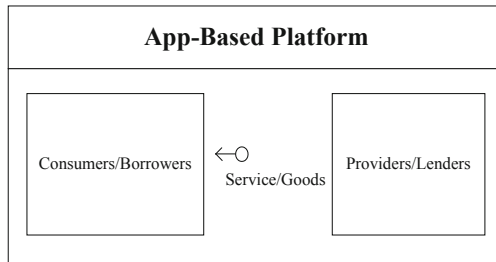 App-Based Platform
Consumers/Borrowers
Service/Goods
Providers/Lenders